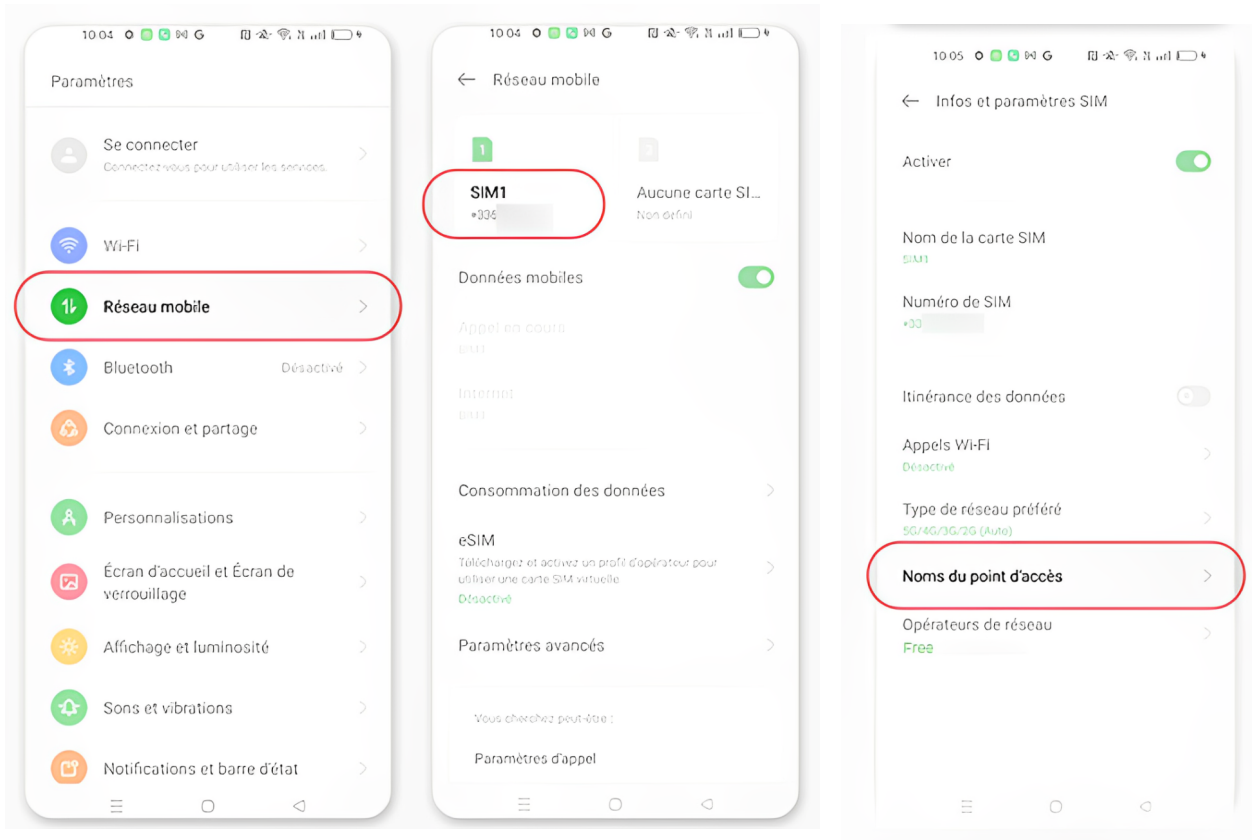 10:04
G
Paramètres
Se connecter
Connectez-vous pour utiliser les services.
Wi-Fi
Réseau mobile
Bluetooth
Désactivé
Connexion et partage
Personnalisations
Écran d'accueil et Écran de
verrouillage
Affichage et luminosité
Sons et vibrations
Notifications et barre d'état
10:04
G
Réseau mobile
1
SIM1
+336
Aucune carte SI...
Non défini
Données mobiles
Appel en cours
SIM1
Internet
SIM1
Consommation des données
eSIM
Téléchargez et activez un profil d'opérateur pour
utiliser une carte SIM virtuelle
Désactivé
Paramètres avancés
Vous cherchez peut-être :
Paramètres d'appel
10:05
G
Infos et paramètres SIM
Activer
Nom de la carte SIM
SIM1
Numéro de SIM
+33
Itinérance des données
Appels Wi-Fi
Désactivé
Type de réseau préféré
5G/4G/3G/2G (Auto)
Noms du point d'accès
Opérateurs de réseau
Free